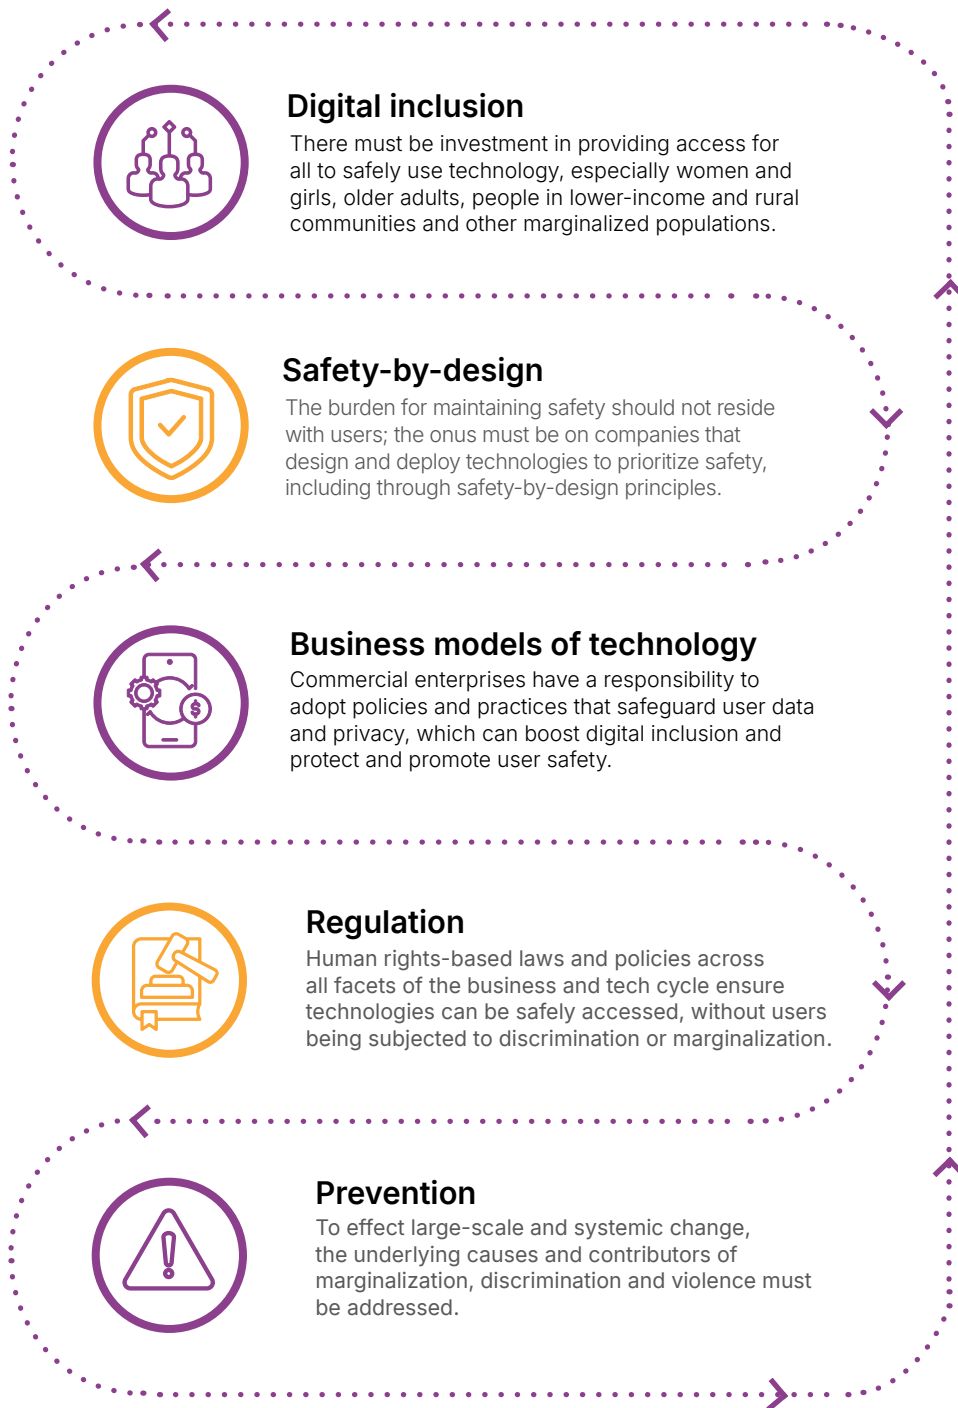 Digital inclusion
There must be investment in providing access for
all to safely use technology, especially women and
girls, older adults, people in lower-income and rural
communities and other marginalized populations.
Safety-by-design
The burden for maintaining safety should not reside
with users; the onus must be on companies that
design and deploy technologies to prioritize safety,
including through safety-by-design principles.
Business models of technology
Commercial enterprises have a responsibility to
adopt policies and practices that safeguard user data
and privacy, which can boost digital inclusion and
protect and promote user safety.
Regulation
Human rights-based laws and policies across
all facets of the business and tech cycle ensure
technologies can be safely accessed, without users
being subjected to discrimination or marginalization.
Prevention
To effect large-scale and systemic change,
the underlying causes and contributors of
marginalization, discrimination and violence must
be addressed.